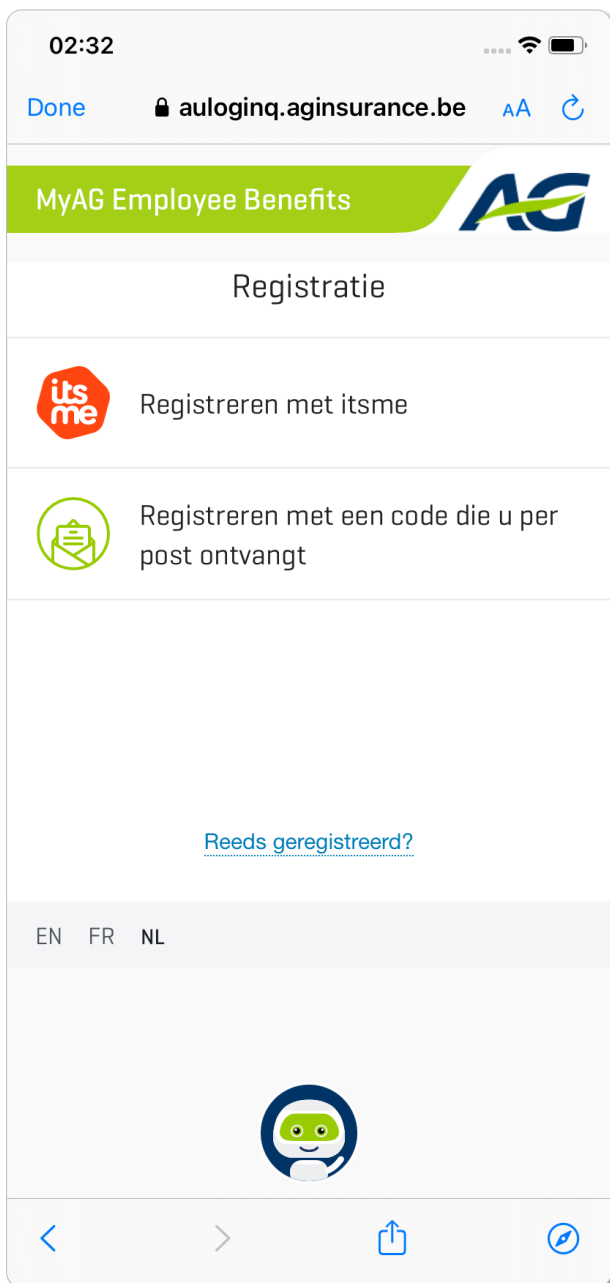 02:32
Done auloginq.aginsurance.be AA
MyAG Employee Benefits AG
Registratie
itsme
Registreren met itsme
Registreren met een code die u per
post ontvangt
Reeds geregistreerd?
EN FR NL